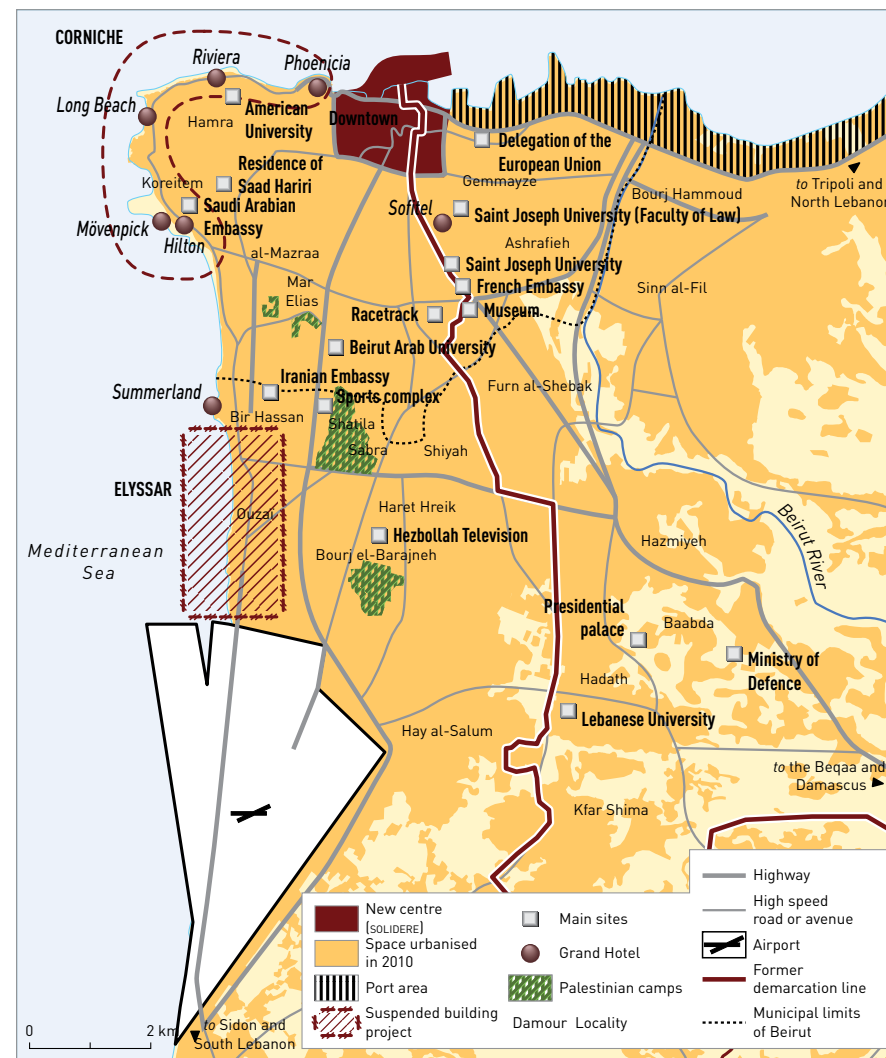 CORNICHE
Riviera
Phoenicia
Long Beach
American
University
Hamra
Downtown
Delegation of the
European Union
Gemmayze
Residence of
Saad Hariri
Koreitem
Saudi Arabian
Embassy
Mövenpick
Hilton
Sofitel
Saint Joseph University (Faculty of Law)
Bourj Hammoud
to Tripoli and
North Lebanon
Ashrafieh
al-Mazraa
Saint Joseph University
French Embassy
Sinn al-Fil
Mar
Elias
Racetrack
Museum
Beirut Arab University
Iranian Embassy
Summerland
Sports complex
Furn al-Shebak
Bir Hassan
Shatila
Sabra
Shiyah
ELYSSAR
Ouzai
Haret Hreik
Hezbollah Television
Bourj el-Barajneh
Mediterranean
Sea
Hazmiyeh
Beirut River
Presidential
palace
Baabda
Ministry of
Defence
Hadath
Lebanese University
Hay al-Salum
to the Beqaa and
Damascus
Kfar Shima
New centre
(SOLIDERE)
Space urbanised
in 2010
Port area
Suspended building
project
Main sites
Grand Hotel
Palestinian camps
Damour Locality
Highway
High speed
road or avenue
Airport
Former
demarcation line
Municipal limits
of Beirut
0 2 km
to Sidon and
South Lebanon